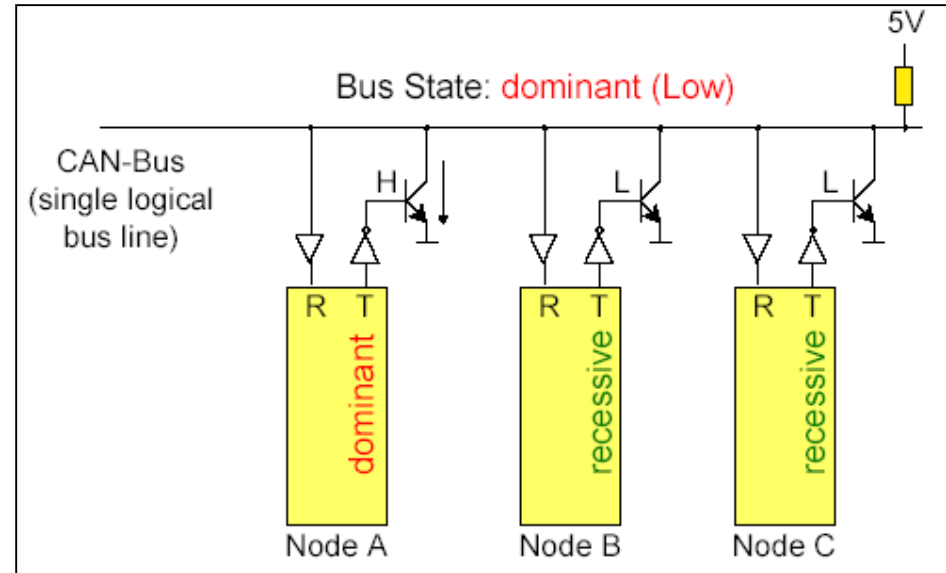 5V
Bus State: dominant (Low)
CAN-Bus
(single logical
bus line)
H
L
L
R T
R T
R T
dominant
recessive
recessive
Node A
Node B
Node C